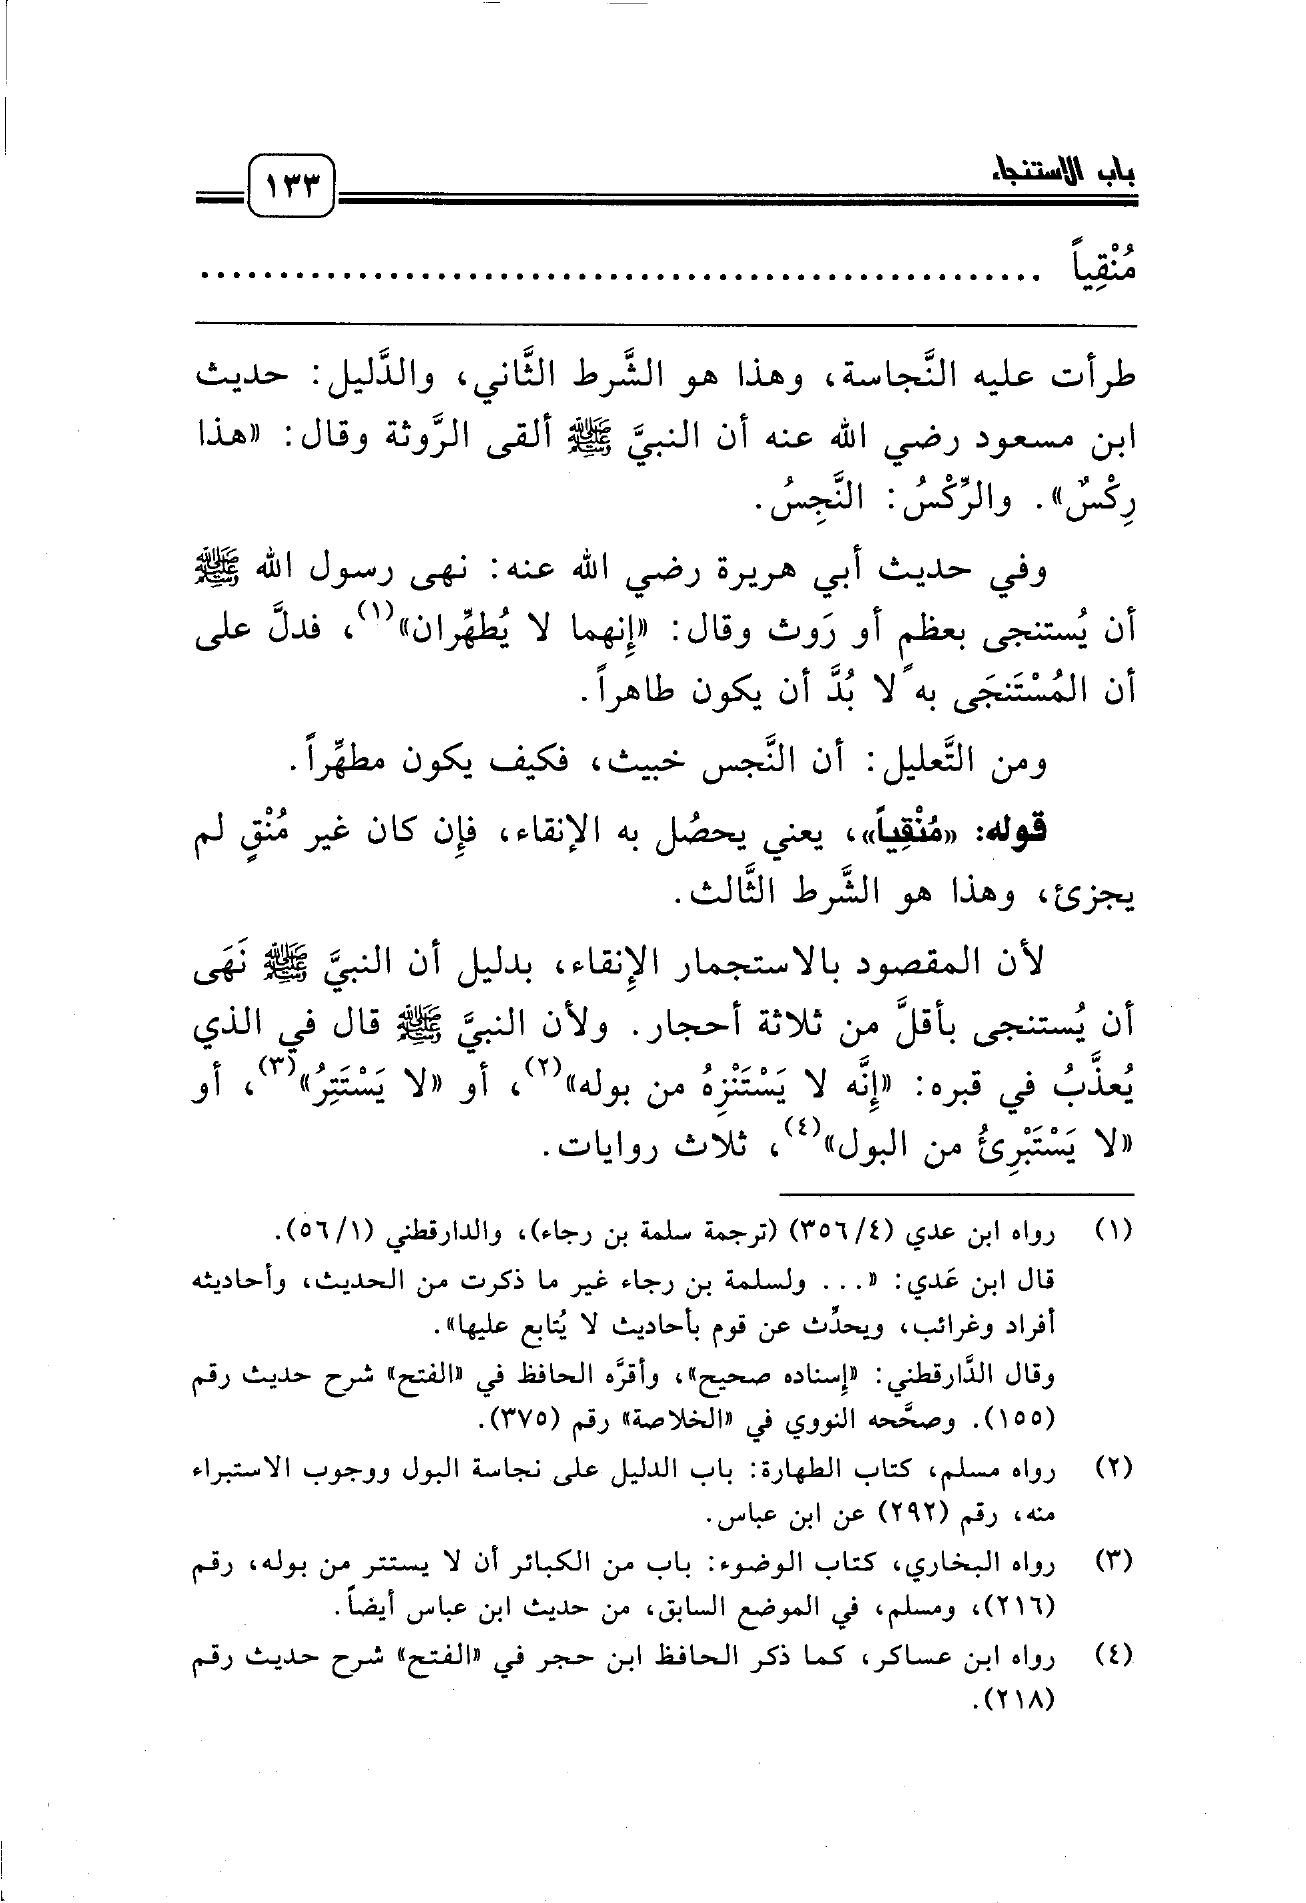 باب الاستنجاء
١٣٣
مُنْقِياً ......................................................
طرأت عليه النَّجاسة، وهذا هو الشَّرط الثَّاني، والدَّليل: حديث
ابن مسعود رضي الله عنه أن النبيَّ ﷺ ألقى الرَّوثة وقال: «هذا
رِكْسٌ». والرِّكْسُ: النَّجِسُ.
وفي حديث أبي هريرة رضي الله عنه: نهى رسول الله ﷺ
أن يُستنجى بعظم أو رَوث وقال: «إِنهما لا يُطهِّران»(١)، فدلَّ على
أن المُسْتَنجَى به لا بُدَّ أن يكون طاهراً.
ومن التَّعليل: أن النَّجس خبيث، فكيف يكون مطهِّراً.
قوله: «مُنْقِياً»، يعني يحصُل به الإنقاء، فإِن كان غير مُنْقٍ لم
يجزئ، وهذا هو الشَّرط الثَّالث.
لأن المقصود بالاستجمار الإِنقاء، بدليل أن النبيَّ ﷺ نَهَى
أن يُستنجى بأقلَّ من ثلاثة أحجار. ولأن النبيَّ ﷺ قال في الذي
يُعذَّبُ في قبره: «إِنَّه لا يَسْتَنْزِهُ من بوله»(٢)، أو «لا يَسْتَتِرُ»(٣)، أو
«لا يَسْتَبْرِئُ من البول»(٤)، ثلاث روايات.
(١) رواه ابن عدي (٣٥٦/٤) (ترجمة سلمة بن رجاء)، والدارقطني (٥٦/١).
قال ابن عَدي: «... ولسلمة بن رجاء غير ما ذكرت من الحديث، وأحاديثه
أفراد وغرائب، ويحدِّث عن قوم بأحاديث لا يُتابع عليها».
وقال الدَّارقطني: «إسناده صحيح»، وأقرَّه الحافظ في «الفتح» شرح حديث رقم
(١٥٥). وصحَّحه النووي في «الخلاصة» رقم (٣٧٥).
(٢) رواه مسلم، كتاب الطهارة: باب الدليل على نجاسة البول ووجوب الاستبراء
منه، رقم (٢٩٢) عن ابن عباس.
(٣) رواه البخاري، كتاب الوضوء: باب من الكبائر أن لا يستتر من بوله، رقم
(٢١٦)، ومسلم، في الموضع السابق، من حديث ابن عباس أيضاً.
(٤) رواه ابن عساكر، كما ذكر الحافظ ابن حجر في «الفتح» شرح حديث رقم
(٢١٨).